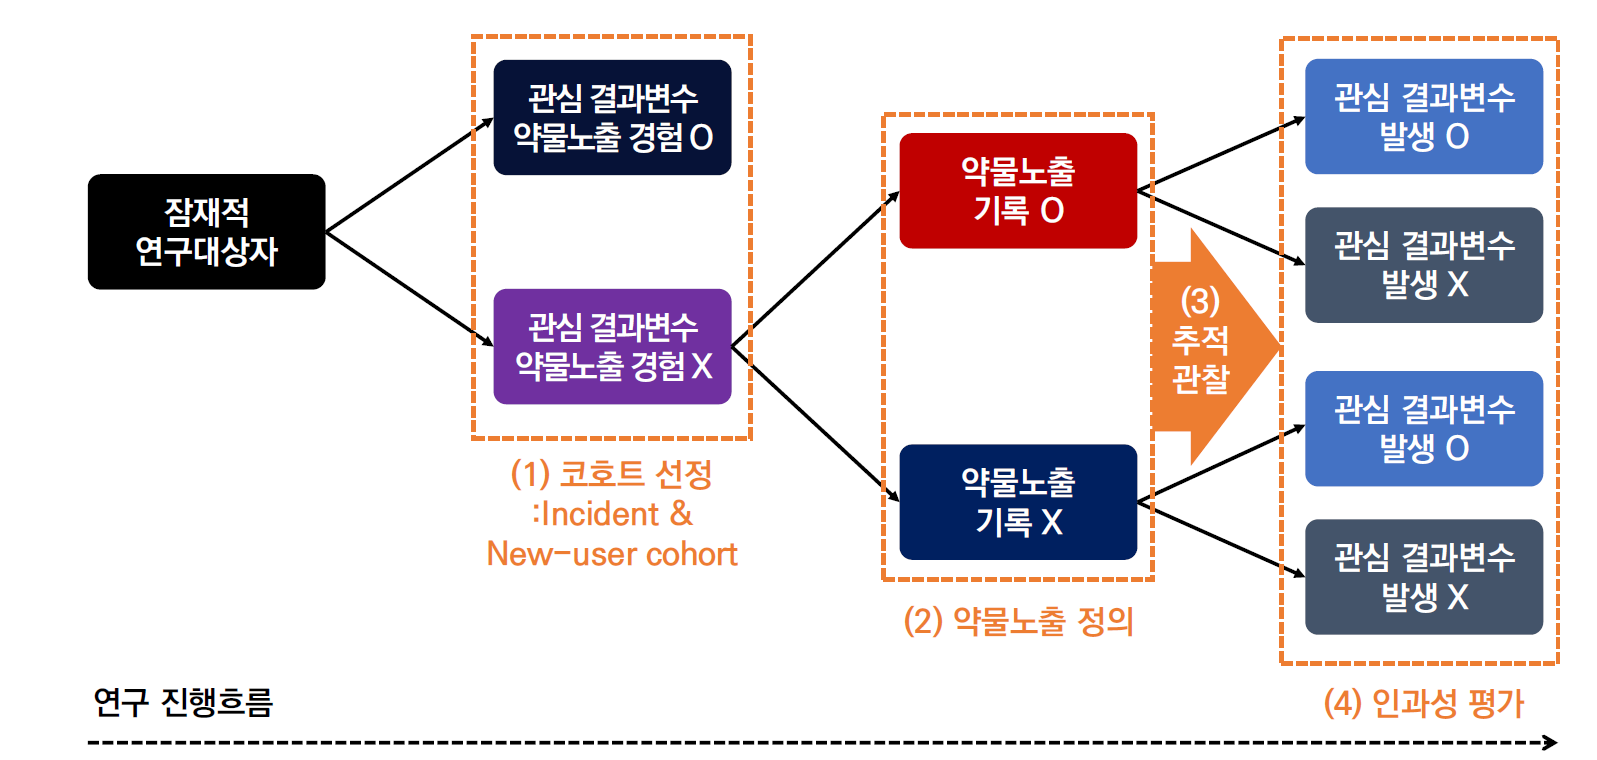 잠재적
연구대상자
관심 결과변수
약물노출 경험 O
관심 결과변수
약물노출 경험 X
(1) 코호트 선정
:Incident &
New-user cohort
약물노출
기록 O
약물노출
기록 X
(2) 약물노출 정의
(3)
추적
관찰
관심 결과변수
발생 O
관심 결과변수
발생 X
관심 결과변수
발생 O
관심 결과변수
발생 X
(4) 인과성 평가
연구 진행흐름